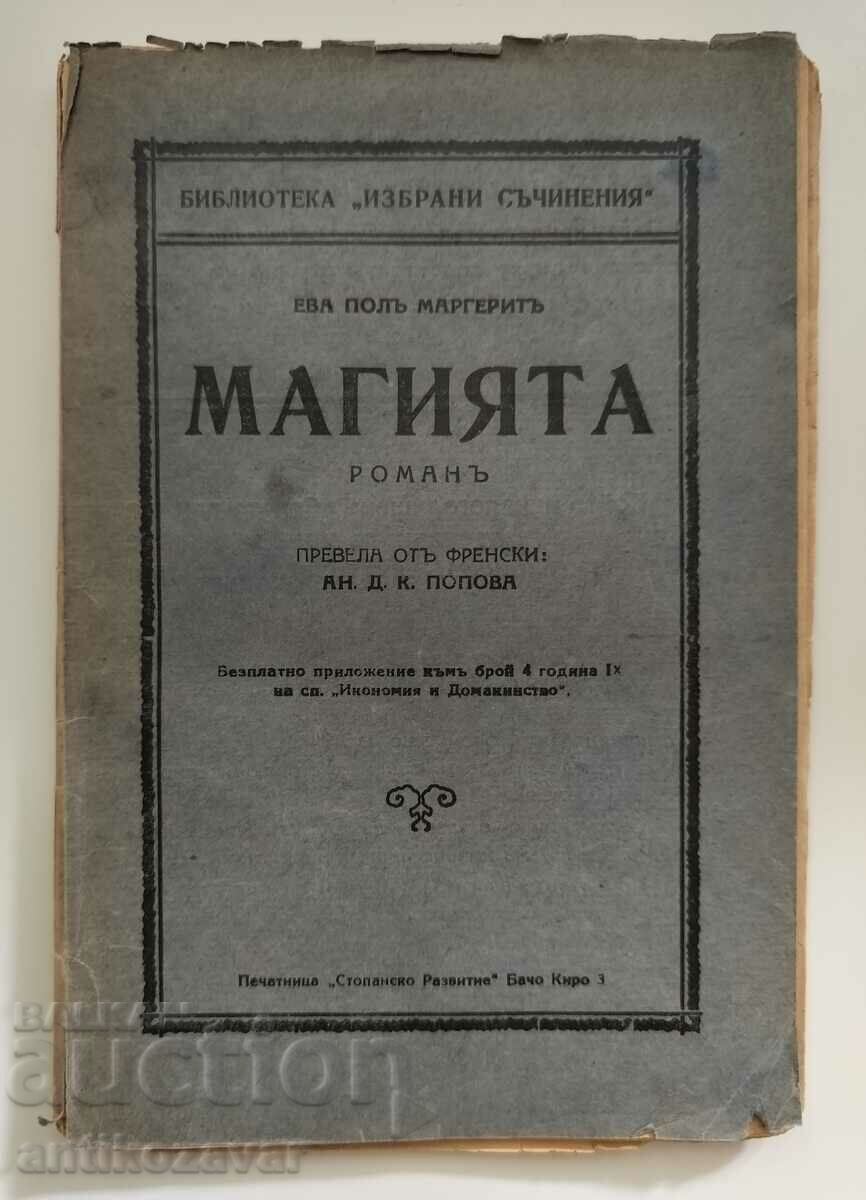 БИБЛИОТЕКА „ИЗБРАНИ СЪЧИНЕНИЯ“
ЕВА ПОЛЪ МАРГЕРИТЪ
МАГИЯТА
РОМАНЪ
ПРЕВЕЛА ОТЪ ФРЕНСКИ:
АН. Д. К. ПОПОВА
Безплатно приложение къмъ брой 4 година IX
на сп. „Икономия и Домакинство“.
Печатница „Стопанско Развитие“ Бачо Киро 3
BALKAN
auction
antikozavar